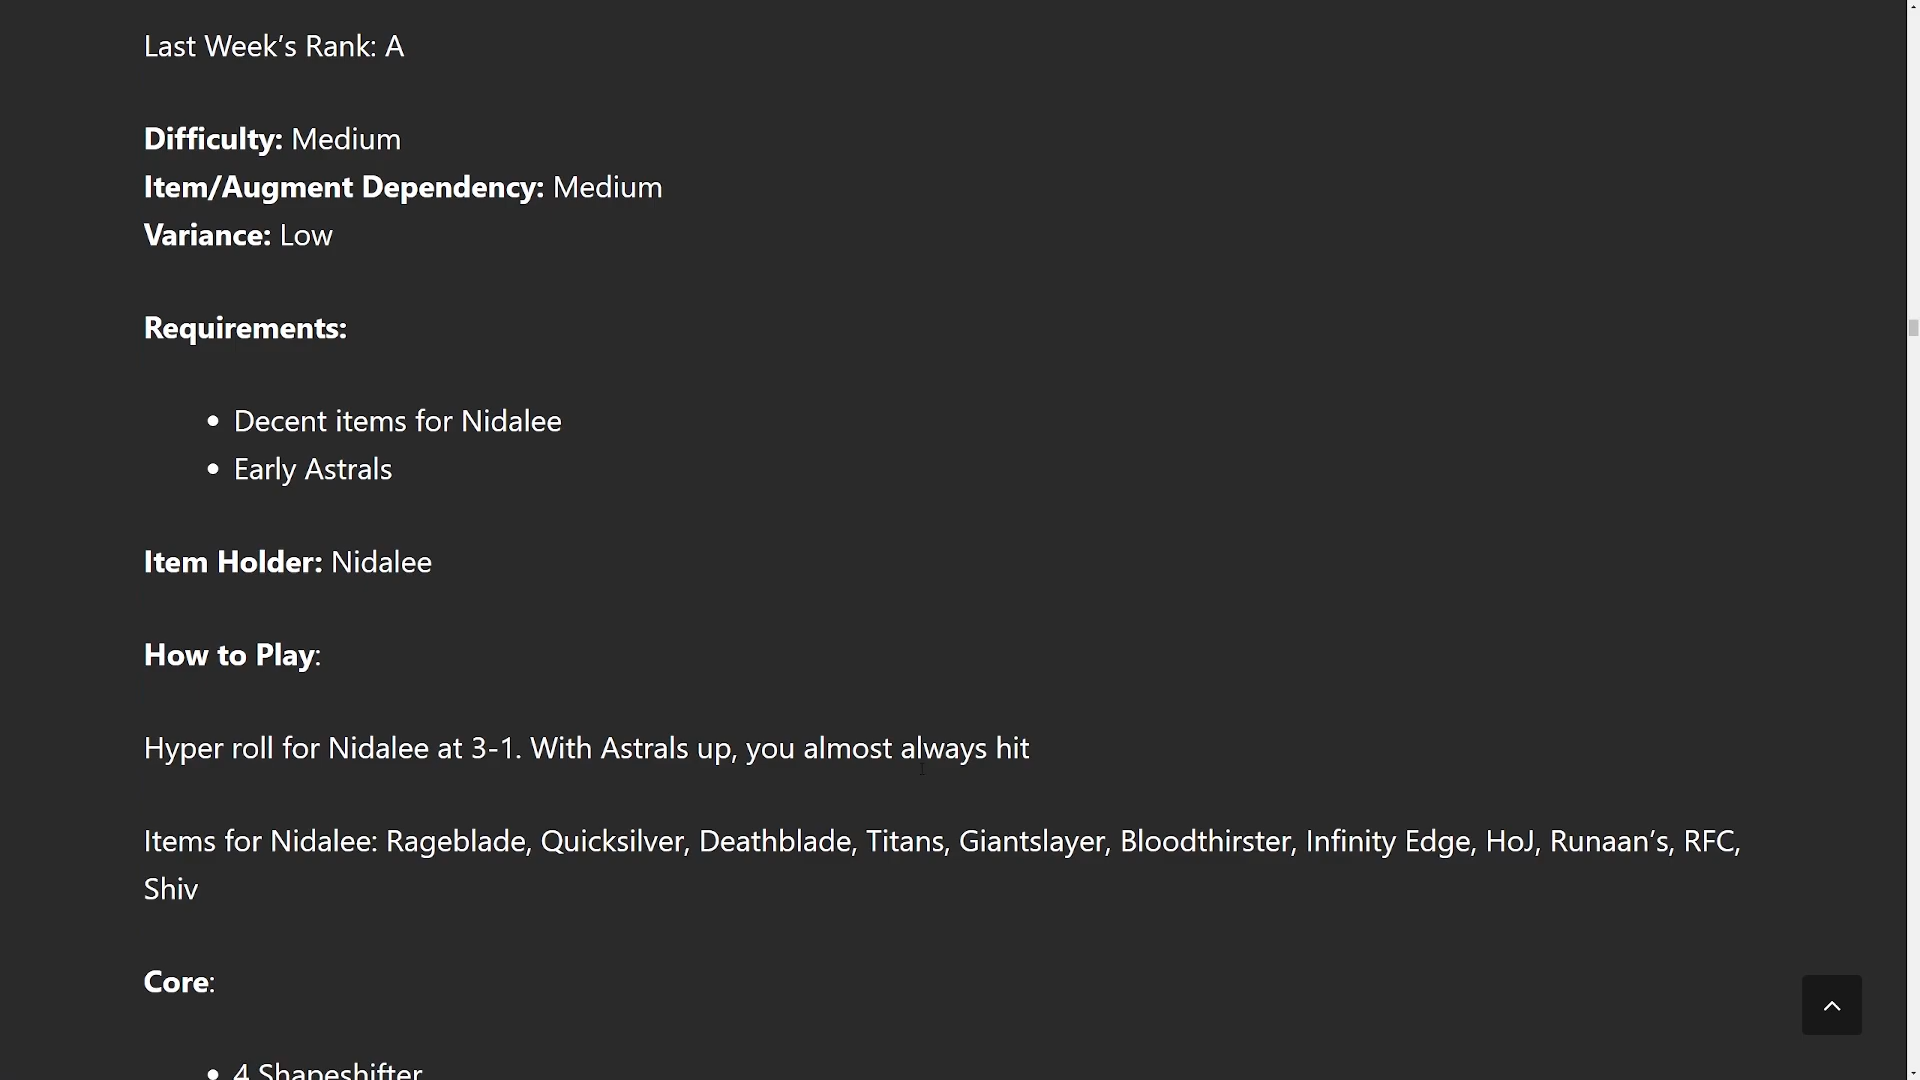 Last Week’s Rank: A
Difficulty: Medium
Item/Augment Dependency: Medium
Variance: Low
Requirements:
• Decent items for Nidalee
• Early Astrals
Item Holder: Nidalee
How to Play:
Hyper roll for Nidalee at 3-1. With Astrals up, you almost always hit
Items for Nidalee: Rageblade, Quicksilver, Deathblade, Titans, Giantslayer, Bloodthirster, Infinity Edge, HoJ, Runaan’s, RFC,
Shiv
Core:
• 4 Shapeshifter